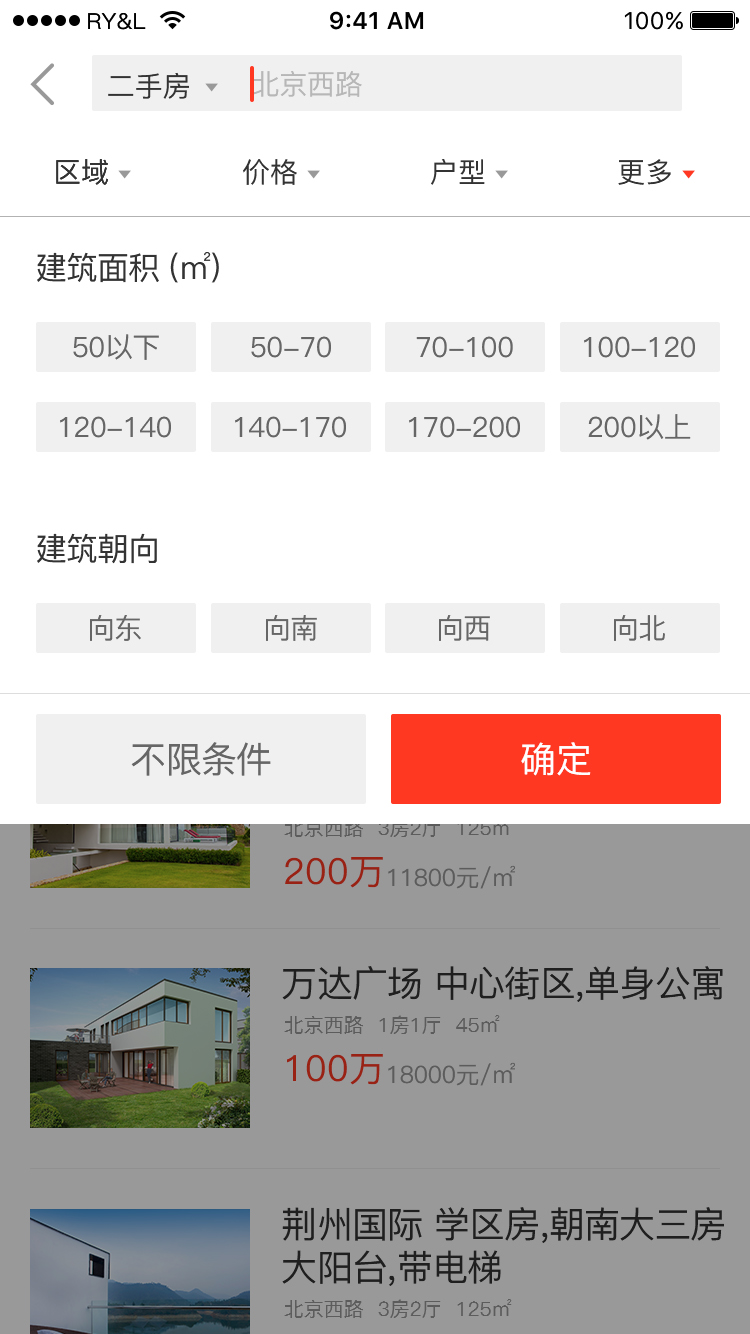 RY&L 9:41 AM 100%
二手房 北京西路
区域 价格 户型 更多
建筑面积 (㎡)
50以下 50-70 70-100 100-120
120-140 140-170 170-200 200以上
建筑朝向
向东 向南 向西 向北
不限条件 确定
北京西路 3房2厅 125㎡
200万11800元/㎡
万达广场 中心街区,单身公寓
北京西路 1房1厅 45㎡
100万18000元/㎡
荆州国际 学区房,朝南大三房
大阳台,带电梯
北京西路 3房2厅 125㎡